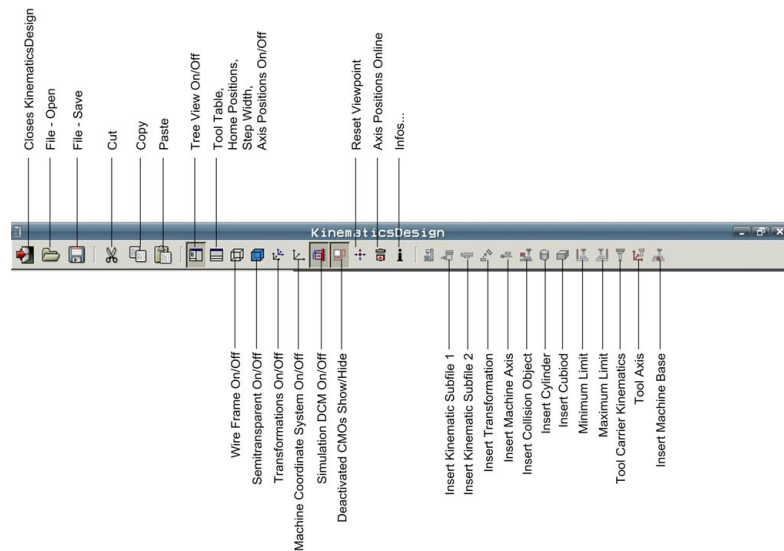 Closes KinematicsDesign
File - Open
File - Save
Cut
Copy
Paste
Tree View On/Off
Tool Table,
Home Positions,
Step Width,
Axis Positions On/Off
Reset Viewpoint
Axis Positions Online
Infos...
KinematicsDesign
Wire Frame On/Off
Semitransparent On/Off
Transformations On/Off
Machine Coordinate System On/Off
Simulation DCM On/Off
Deactivated CMOs Show/Hide
Insert Kinematic Subfile 1
Insert Kinematic Subfile 2
Insert Transformation
Insert Machine Axis
Insert Collision Object
Insert Cylinder
Insert Cubiod
Minimum Limit
Maximum Limit
Tool Carrier Kinematics
Tool Axis
Insert Machine Base